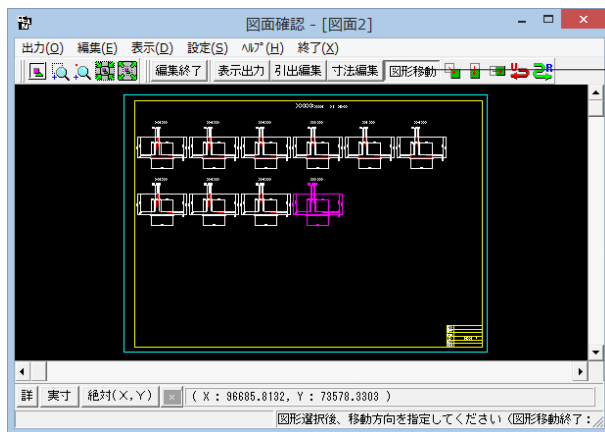 図面確認 - [図面2]
出力(O) 編集(E) 表示(D) 設定(S) ﾍﾙﾌﾟ(H) 終了(X)
編集終了 表示出力 引出編集 寸法編集 図形移動
詳 実寸 絶対(X,Y) ( X : 96685.8132, Y : 73578.3303 )
図形選択後、移動方向を指定してください (図形移動終了: